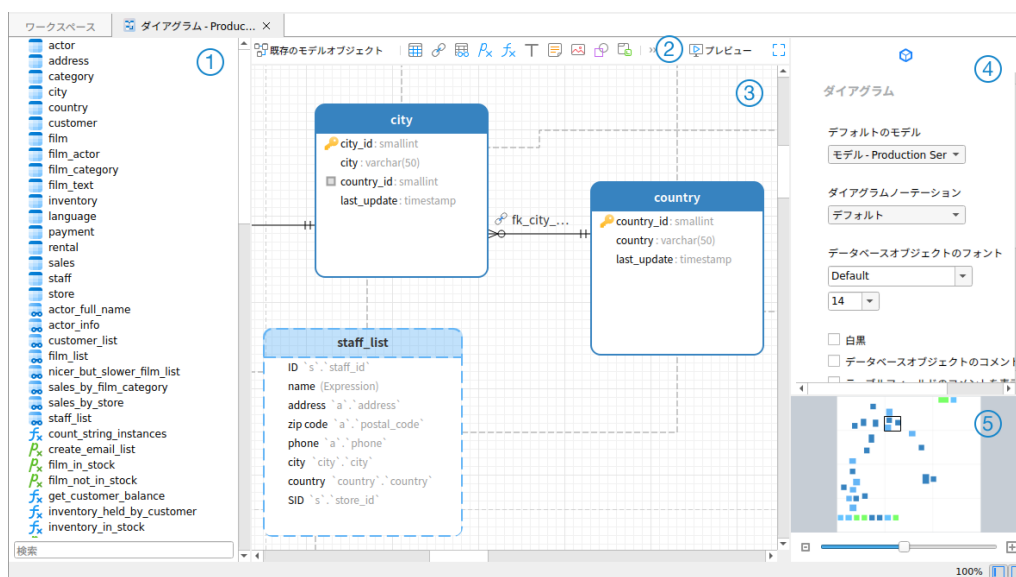 ワークスペース
ダイアグラム - Produc...
actor
address
category
city
country
customer
film
film_actor
film_category
film_text
inventory
language
payment
rental
sales
staff
store
actor_full_name
actor_info
customer_list
film_list
nicer_but_slower_film_list
sales_by_film_category
sales_by_store
staff_list
count_string_instances
create_email_list
film_in_stock
film_not_in_stock
get_customer_balance
inventory_held_by_customer
inventory_in_stock
検索
1
既存のモデルオブジェクト
2
プレビュー
3
city
city_id: smallint
city: varchar(50)
country_id: smallint
last_update: timestamp
fk_city_...
country
country_id: smallint
country: varchar(50)
last_update: timestamp
staff_list
ID `s`.`staff_id`
name (Expression)
address `a`.`address`
zip code `a`.`postal_code`
phone `a`.`phone`
city `city`.`city`
country `country`.`country`
SID `s`.`store_id`
4
ダイアグラム
デフォルトのモデル
モデル - Production Ser
ダイアグラムノーテーション
デフォルト
データベースオブジェクトのフォント
Default
14
白黒
データベースオブジェクトのコメント
5
100%